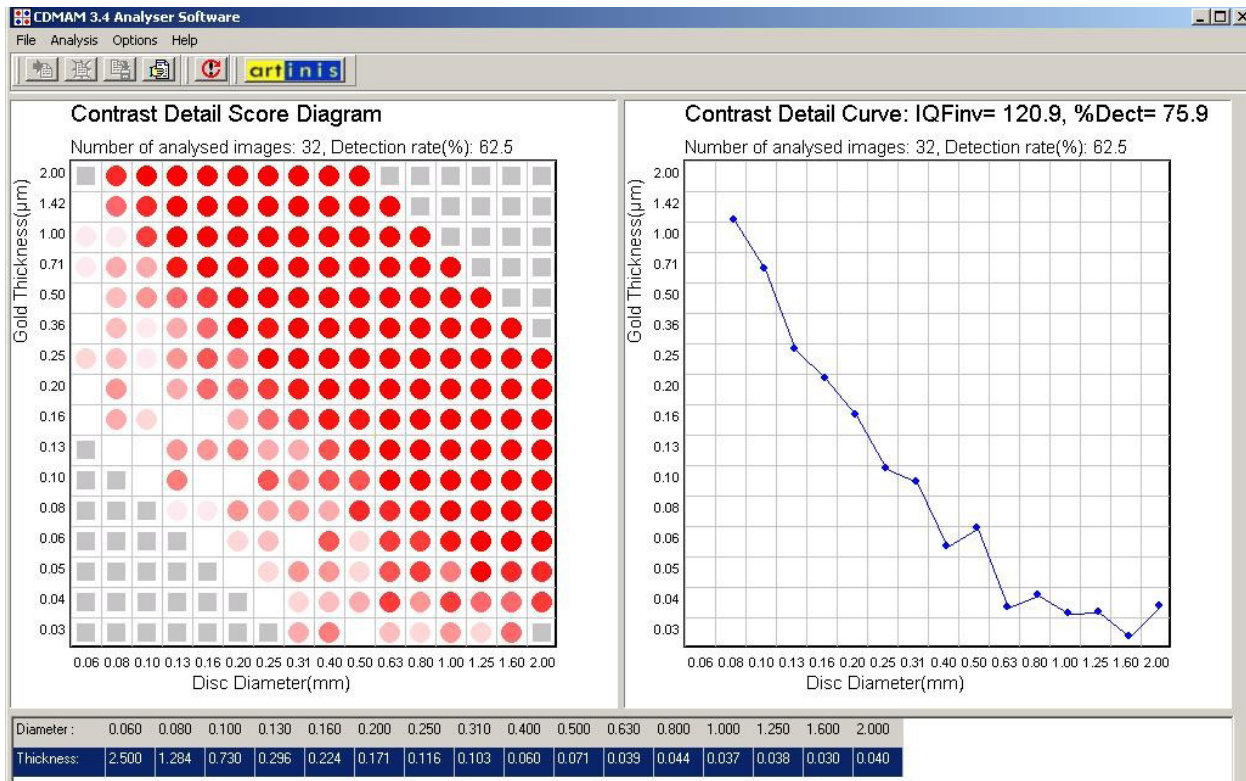 CDMAM 3.4 Analyser Software
File Analysis Options Help
artinis
Contrast Detail Score Diagram
Number of analysed images: 32, Detection rate(%): 62.5
Gold Thickness(µm)
2.00
1.42
1.00
0.71
0.50
0.36
0.25
0.20
0.16
0.13
0.10
0.08
0.06
0.05
0.04
0.03
0.06 0.08 0.10 0.13 0.16 0.20 0.25 0.31 0.40 0.50 0.63 0.80 1.00 1.25 1.60 2.00
Disc Diameter(mm)
Contrast Detail Curve: IQFinv= 120.9, %Dect= 75.9
Number of analysed images: 32, Detection rate(%): 62.5
Gold Thickness(µm)
2.00
1.42
1.00
0.71
0.50
0.36
0.25
0.20
0.16
0.13
0.10
0.08
0.06
0.05
0.04
0.03
0.06 0.08 0.10 0.13 0.16 0.20 0.25 0.31 0.40 0.50 0.63 0.80 1.00 1.25 1.60 2.00
Disc Diameter(mm)
Diameter : 0.060 0.080 0.100 0.130 0.160 0.200 0.250 0.310 0.400 0.500 0.630 0.800 1.000 1.250 1.600 2.000
Thickness: 2.500 1.284 0.730 0.296 0.224 0.171 0.116 0.103 0.060 0.071 0.039 0.044 0.037 0.038 0.030 0.040